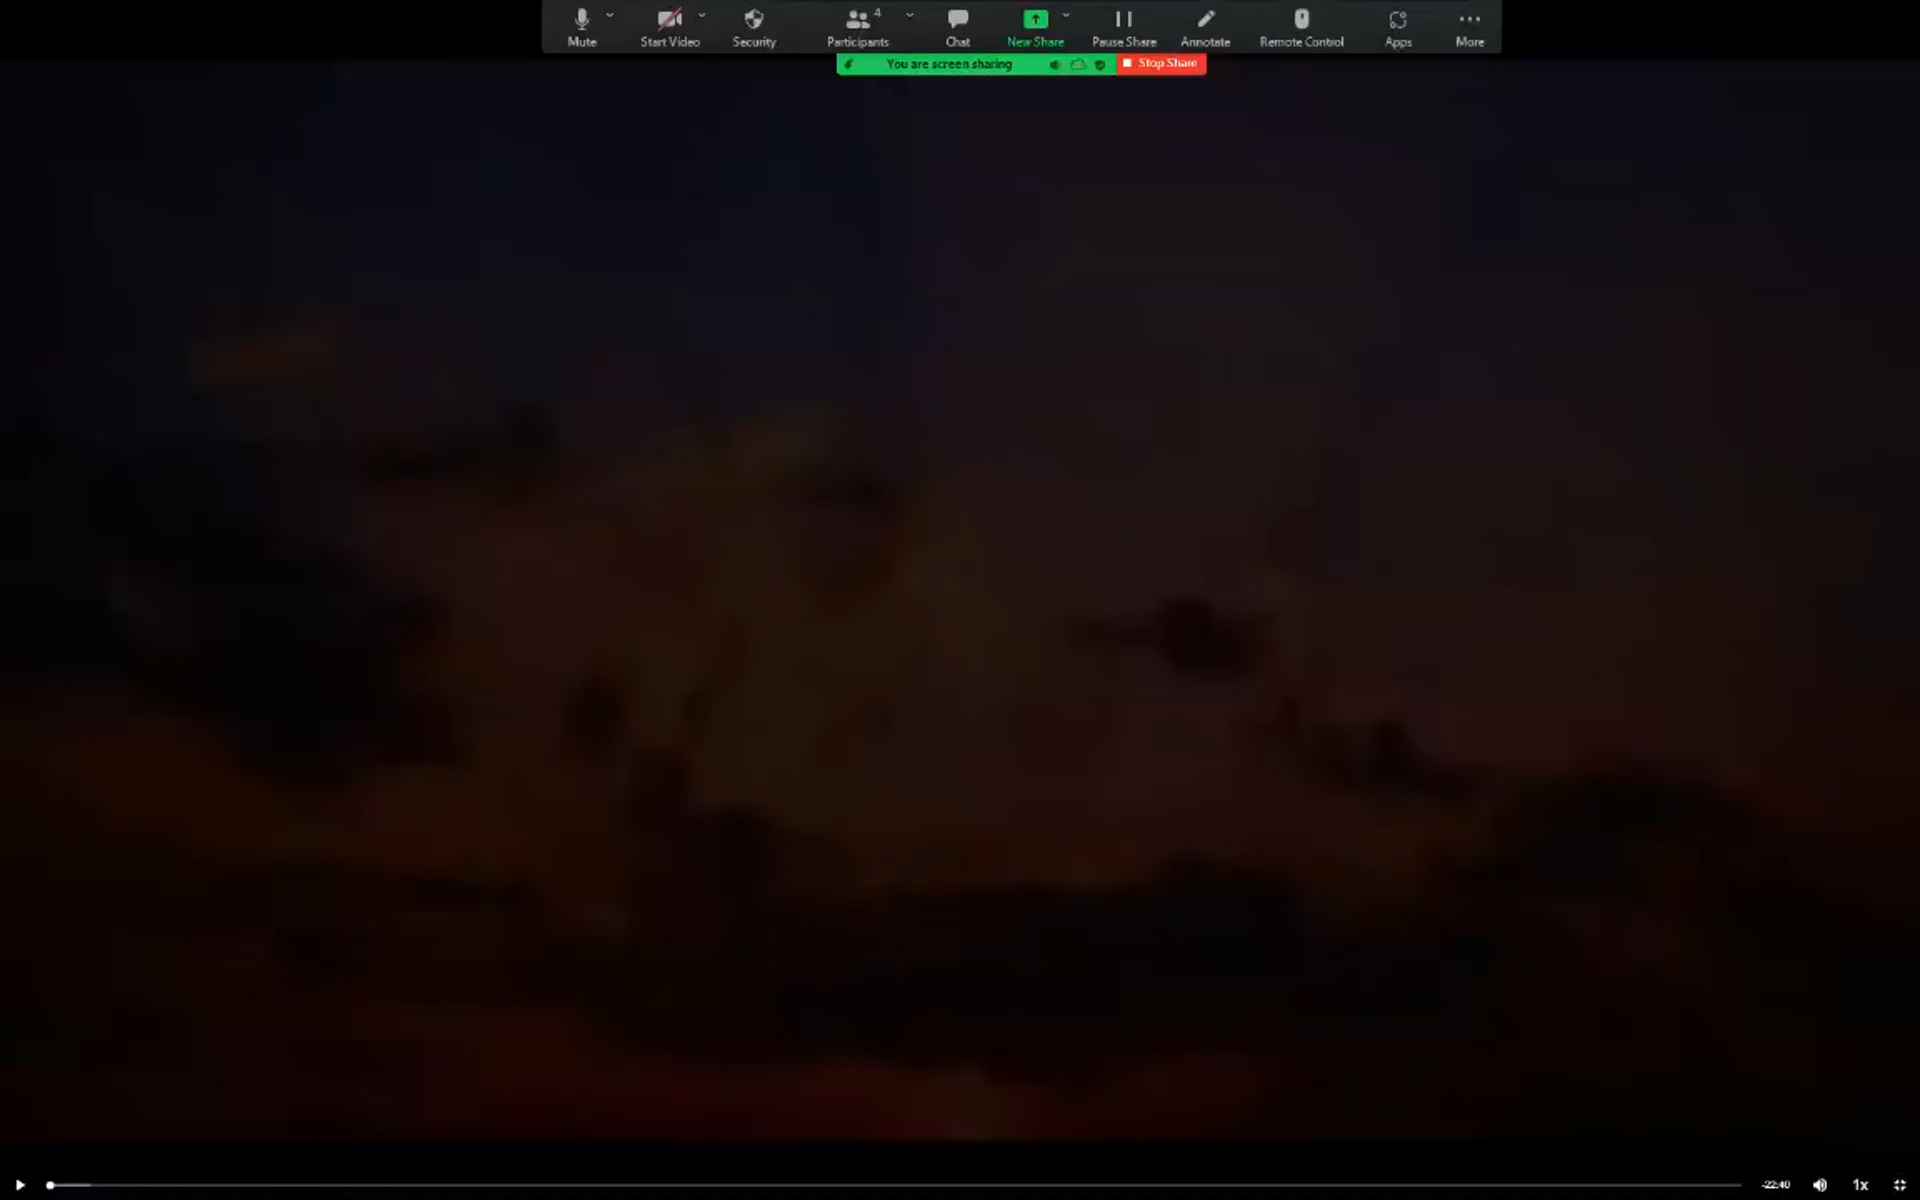 4
Mute Start Video Security Participants Chat New Share Pause Share Annotate Remote Control Apps More
You are screen sharing Stop Share
-22:40 1x